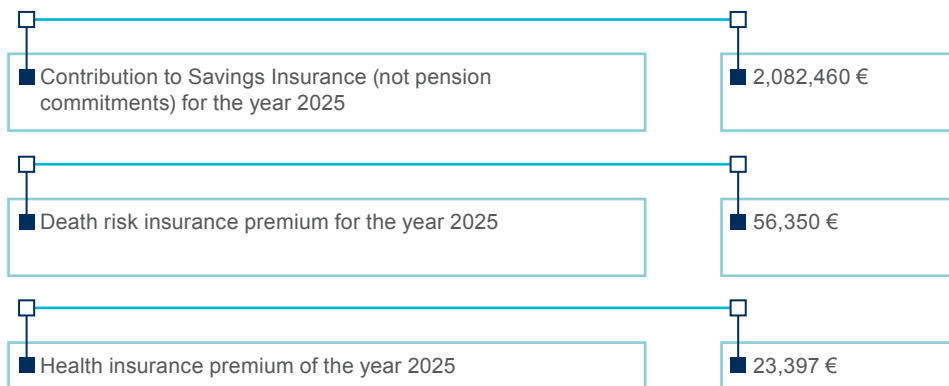 Contribution to Savings Insurance (not pension
commitments) for the year 2025
2,082,460 €
Death risk insurance premium for the year 2025
56,350 €
Health insurance premium of the year 2025
23,397 €